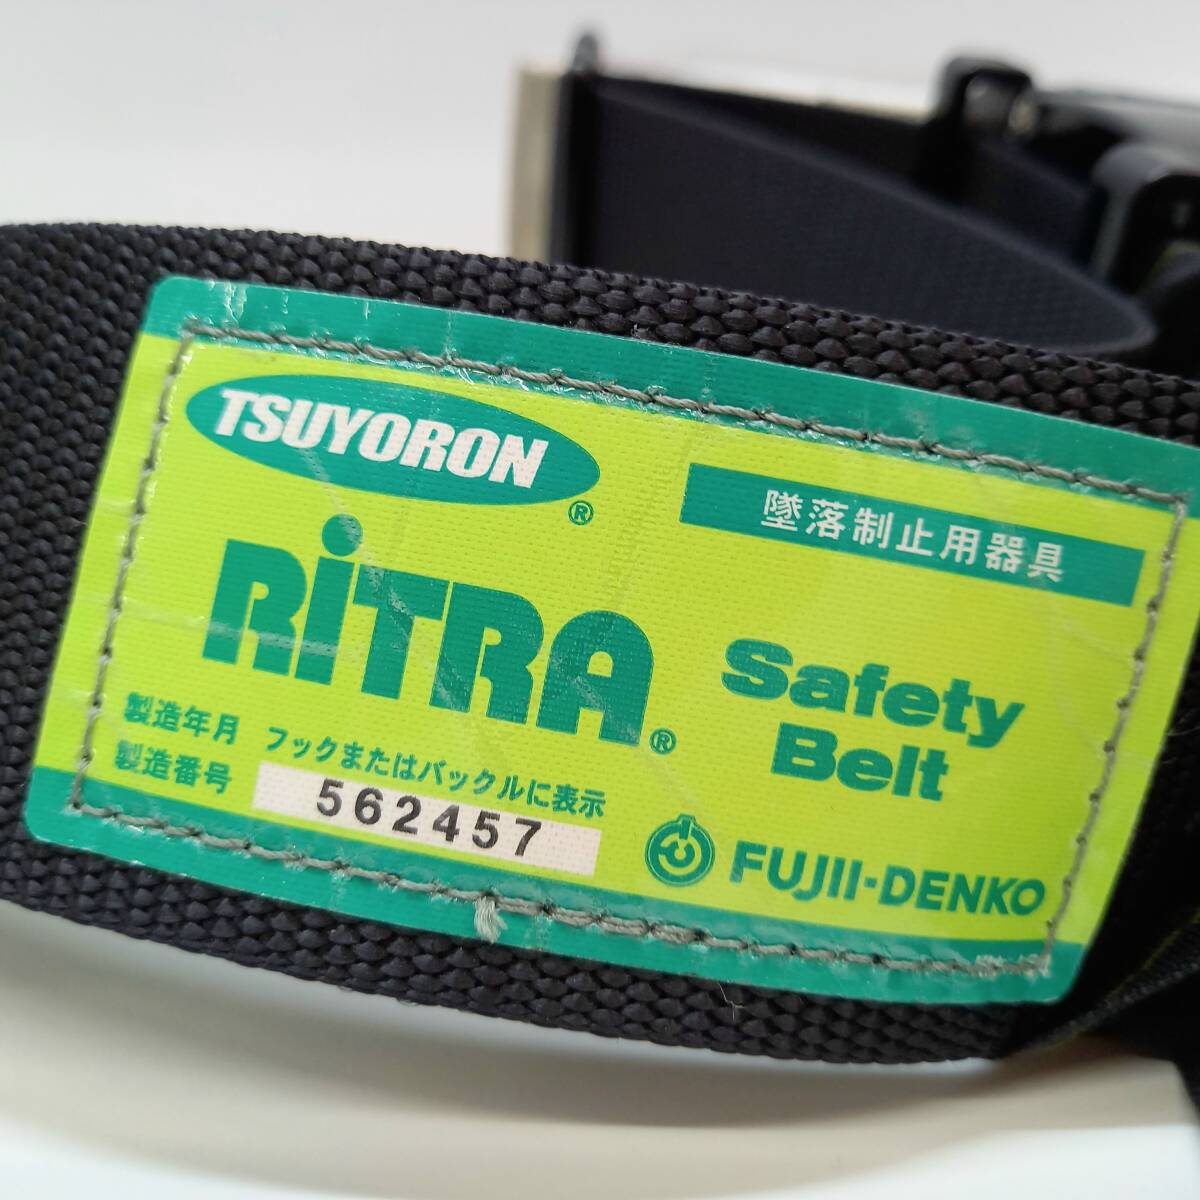 TSUYORON®
墜落制止用器具
RiTRA®
Safety
Belt
製造年月 フックまたはバックルに表示
製造番号 562457
FUJII-DENKO